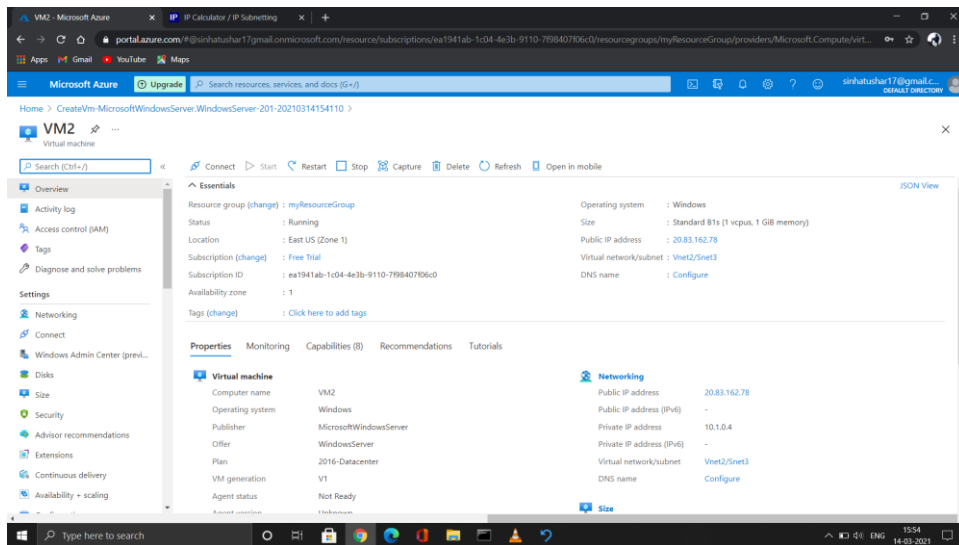 VM2 - Microsoft Azure
IP IP Calculator / IP Subnetting
portal.azure.com/#@sinhatushar17gmail.onmicrosoft.com/resource/subscriptions/ea1941ab-1c04-4e3b-9110-7f98407f06c0/resourcegroups/myResourceGroup/providers/Microsoft.Compute/virt...
Apps Gmail YouTube Maps
Microsoft Azure Upgrade Search resources, services, and docs (G+/) sinhatushar17@gmail.c...
DEFAULT DIRECTORY
Home > CreateVm-MicrosoftWindowsServer.WindowsServer-201-20210314154110 >
VM2 ...
Virtual machine
Search (Ctrl+/)
Overview
Activity log
Access control (IAM)
Tags
Diagnose and solve problems
Settings
Networking
Connect
Windows Admin Center (previ...
Disks
Size
Security
Advisor recommendations
Extensions
Continuous delivery
Availability + scaling
Connect Start Restart Stop Capture Delete Refresh Open in mobile
Essentials JSON View
Resource group (change) : myResourceGroup
Status : Running
Location : East US (Zone 1)
Subscription (change) : Free Trial
Subscription ID : ea1941ab-1c04-4e3b-9110-7f98407f06c0
Availability zone : 1
Tags (change) : Click here to add tags
Operating system : Windows
Size : Standard B1s (1 vcpus, 1 GiB memory)
Public IP address : 20.83.162.78
Virtual network/subnet : Vnet2/Snet3
DNS name : Configure
Properties Monitoring Capabilities (8) Recommendations Tutorials
Virtual machine
Computer name VM2
Operating system Windows
Publisher MicrosoftWindowsServer
Offer WindowsServer
Plan 2016-Datacenter
VM generation V1
Agent status Not Ready
Agent version Unknown
Networking
Public IP address 20.83.162.78
Public IP address (IPv6) -
Private IP address 10.1.0.4
Private IP address (IPv6) -
Virtual network/subnet Vnet2/Snet3
DNS name Configure
Size
Type here to search
ENG
15:54
14-03-2021